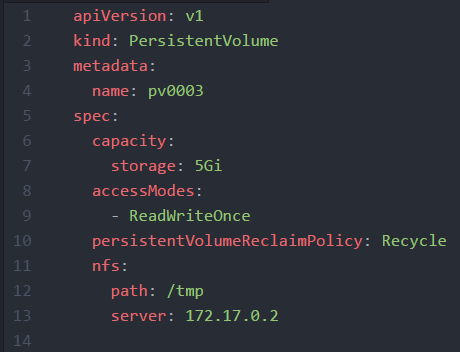 1 apiVersion: v1
2 kind: PersistentVolume
3 metadata:
4   name: pv0003
5 spec:
6   capacity:
7     storage: 5Gi
8   accessModes:
9     - ReadWriteOnce
10   persistentVolumeReclaimPolicy: Recycle
11   nfs:
12     path: /tmp
13     server: 172.17.0.2
14